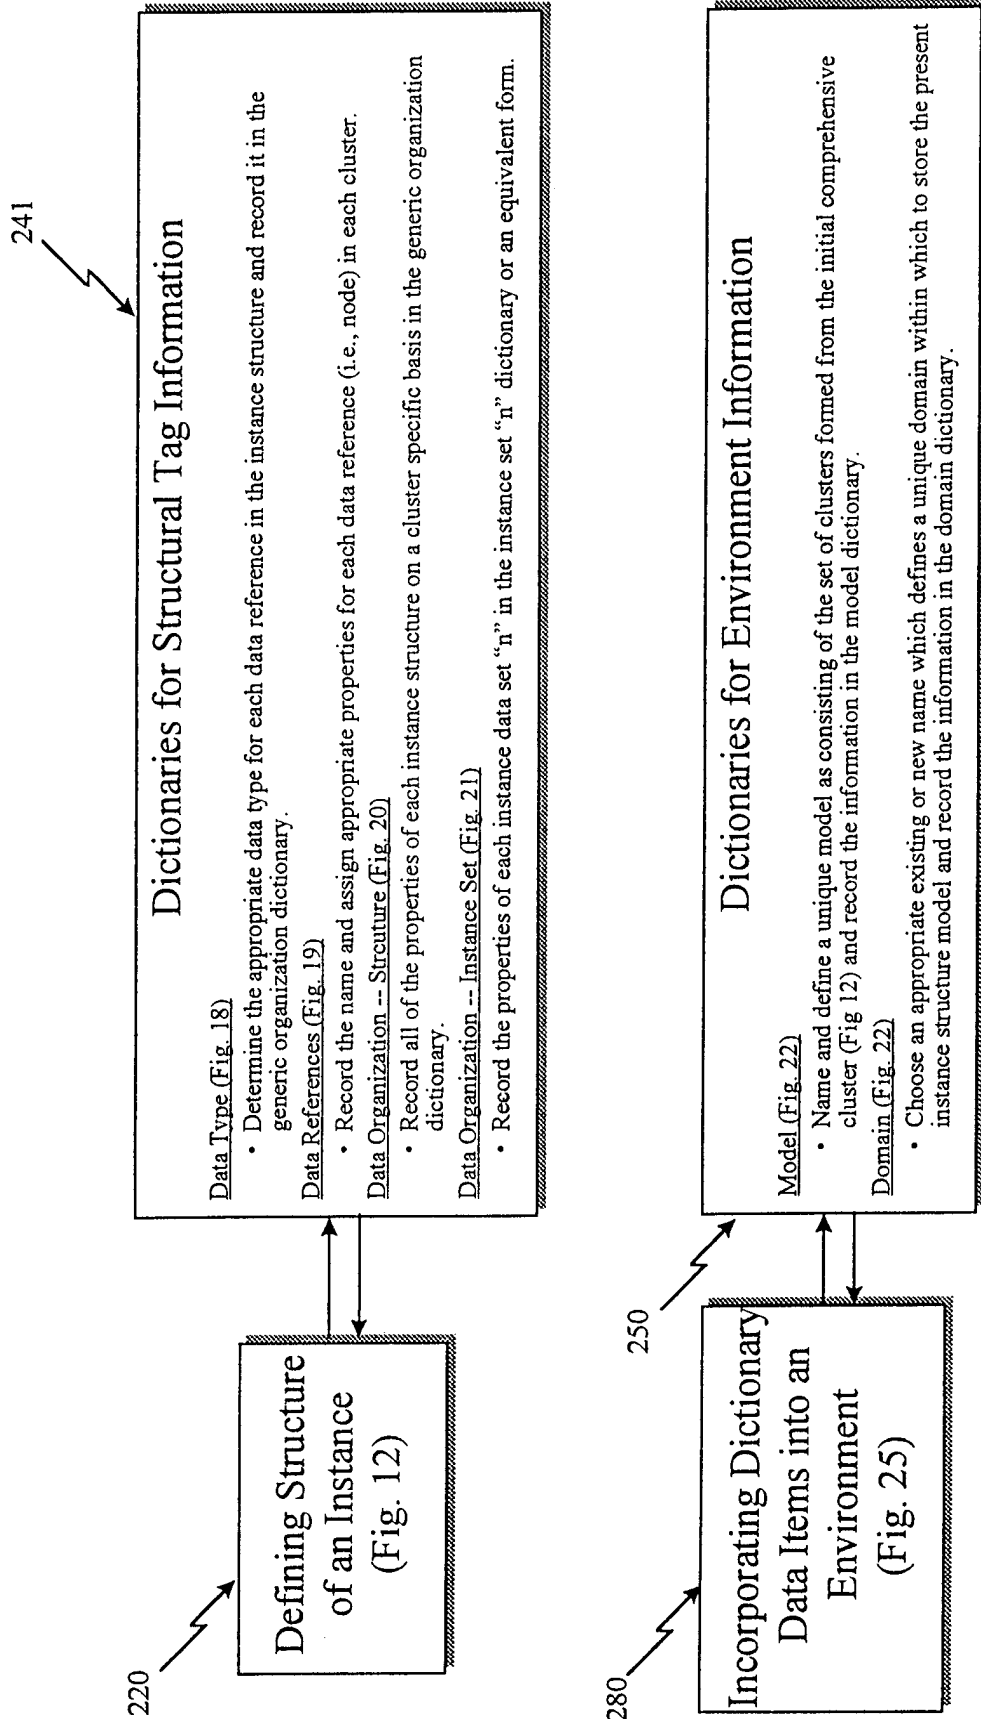 241
Dictionaries for Structural Tag Information
Data Type (Fig. 18)
• Determine the appropriate data type for each data reference in the instance structure and record it in the
generic organization dictionary.
Data References (Fig. 19)
• Record the name and assign appropriate properties for each data reference (i.e., node) in each cluster.
Data Organization -- Strcuture (Fig. 20)
• Record all of the properties of each instance structure on a cluster specific basis in the generic organization
dictionary.
Data Organization -- Instance Set (Fig. 21)
• Record the properties of each instance data set “n” in the instance set “n” dictionary or an equivalent form.
220
Defining Structure
of an Instance
(Fig. 12)
Dictionaries for Environment Information
Model (Fig. 22)
• Name and define a unique model as consisting of the set of clusters formed from the initial comprehensive
cluster (Fig 12) and record the information in the model dictionary.
Domain (Fig. 22)
• Choose an appropriate existing or new name which defines a unique domain within which to store the present
instance structure model and record the information in the domain dictionary.
250
280
Incorporating Dictionary
Data Items into an
Environment
(Fig. 25)